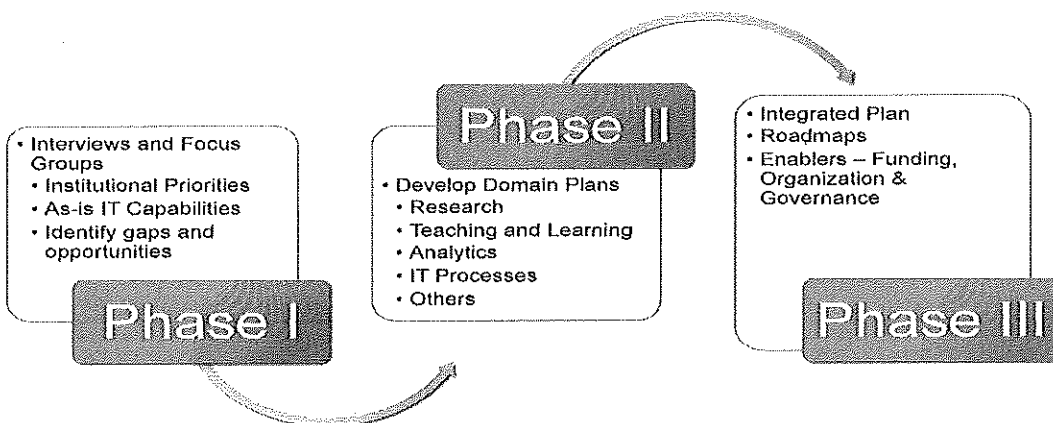 • Interviews and Focus
Groups
• Institutional Priorities
• As-is IT Capabilities
• Identify gaps and
opportunities
Phase I
Phase II
• Develop Domain Plans
• Research
• Teaching and Learning
• Analytics
• IT Processes
• Others
• Integrated Plan
• Roadmaps
• Enablers – Funding,
Organization &
Governance
Phase III